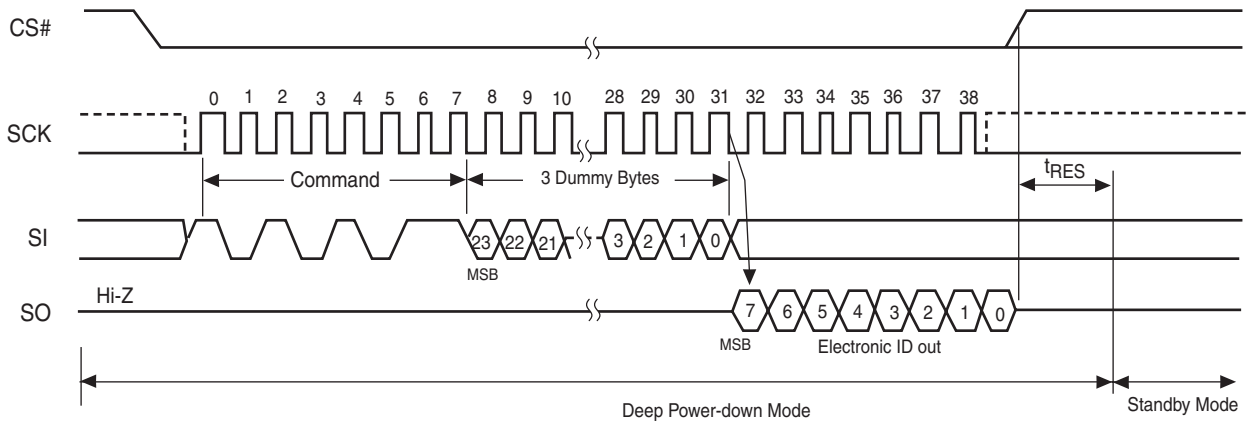 CS#
SCK
0 1 2 3 4 5 6 7 8 9 10 28 29 30 31 32 33 34 35 36 37 38
Command
3 Dummy Bytes
tRES
SI
23 22 21 3 2 1 0
MSB
SO
Hi-Z
7 6 5 4 3 2 1 0
MSB
Electronic ID out
Deep Power-down Mode
Standby Mode